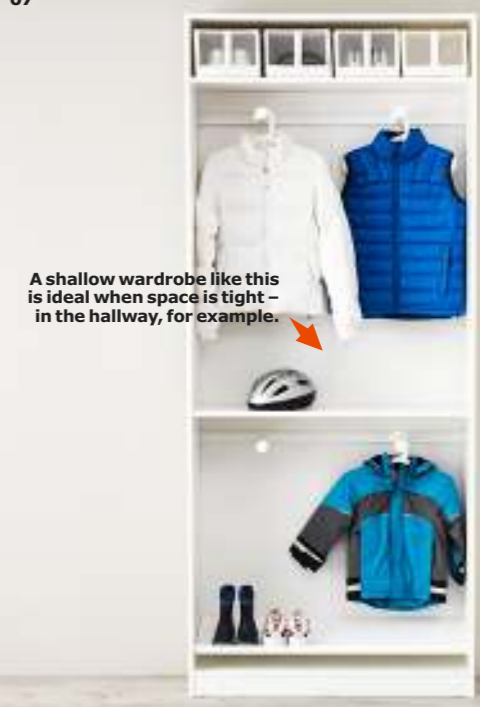 A shallow wardrobe like this
is ideal when space is tight –
in the hallway, for example.